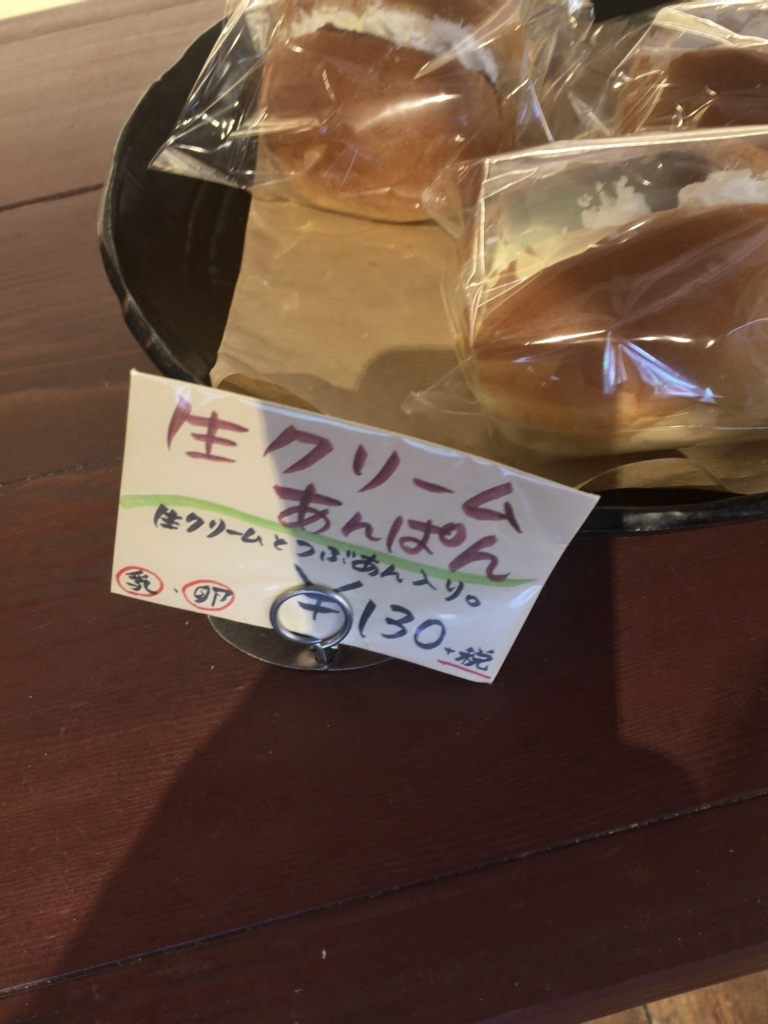 生クリーム
あんぱん
生クリームとつぶあん入り。
乳・卵
¥130+税